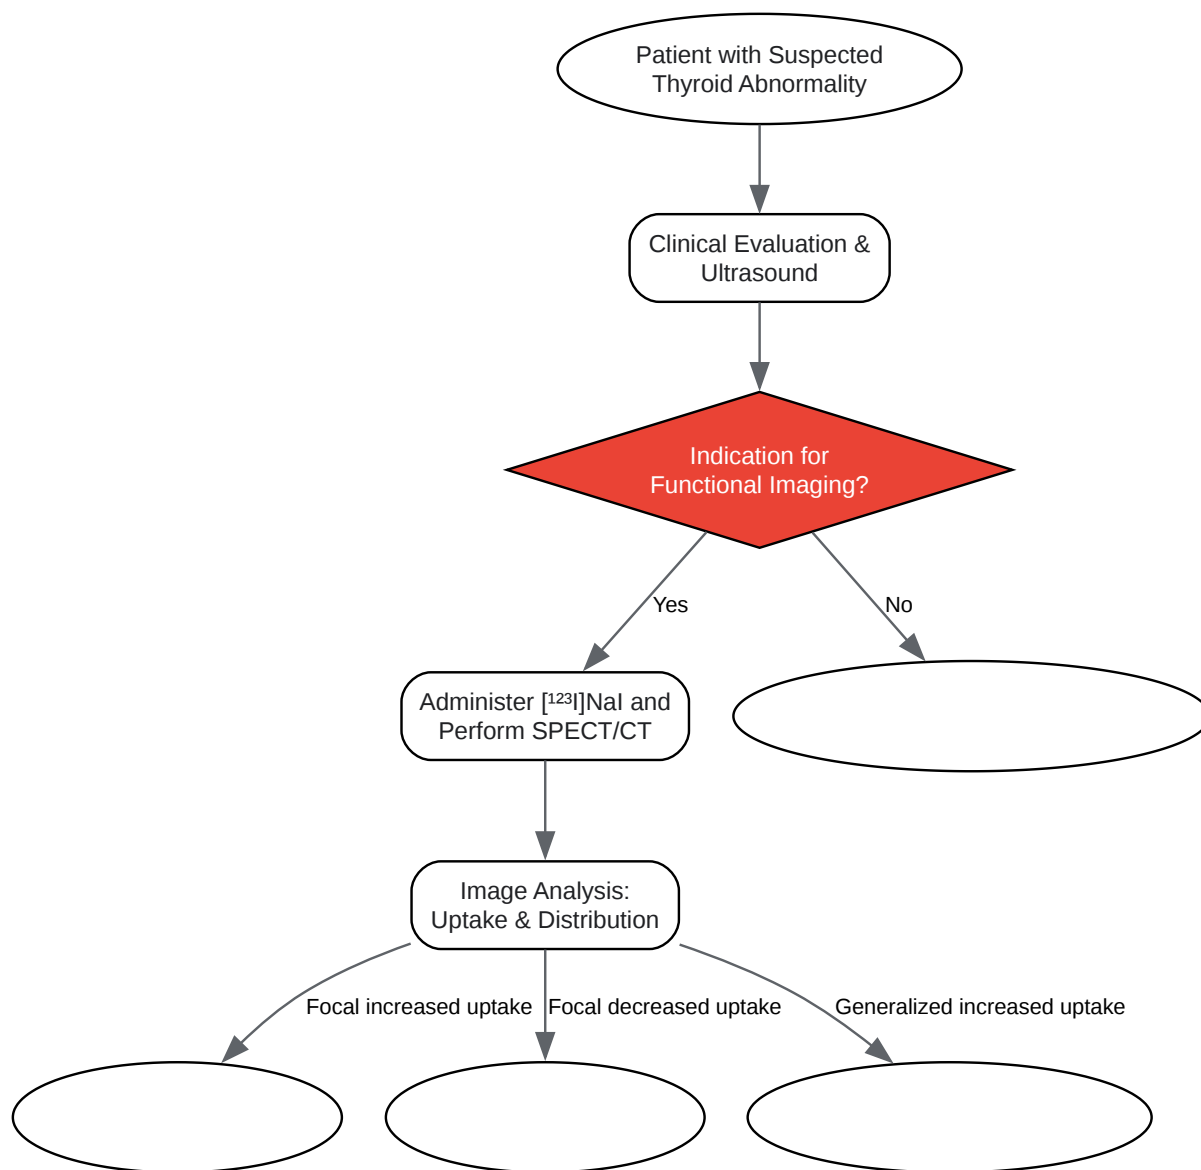 Patient with Suspected
Thyroid Abnormality
Clinical Evaluation &
Ultrasound
Indication for
Functional Imaging?
Yes
No
Administer [¹²³I]NaI and
Perform SPECT/CT
Image Analysis:
Uptake & Distribution
Focal increased uptake
Focal decreased uptake
Generalized increased uptake